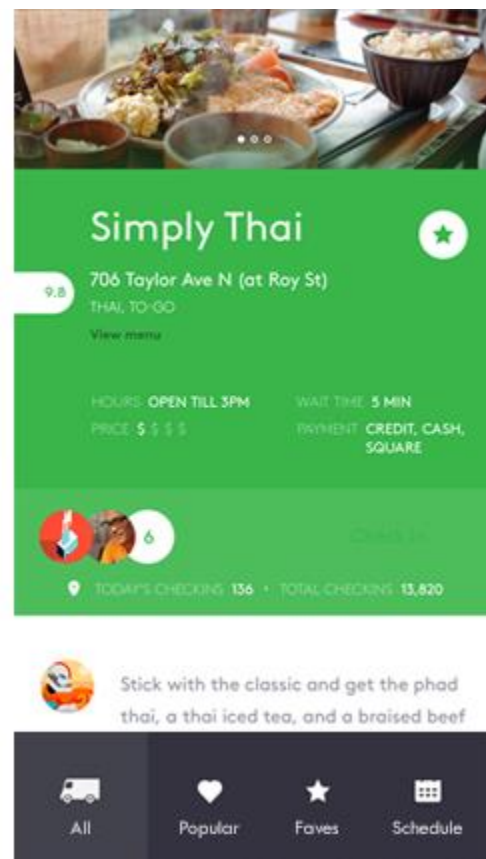 Simply Thai
9.8
706 Taylor Ave N (at Roy St)
THAI, TO-GO
View menu
HOURS OPEN TILL 3PM
WAIT TIME 5 MIN
PRICE $ $ $ $
PAYMENT CREDIT, CASH,
SQUARE
6
Check In
TODAY'S CHECKINS 136 • TOTAL CHECKINS 13,820
Stick with the classic and get the phad
thai, a thai iced tea, and a braised beef
All
Popular
Faves
Schedule